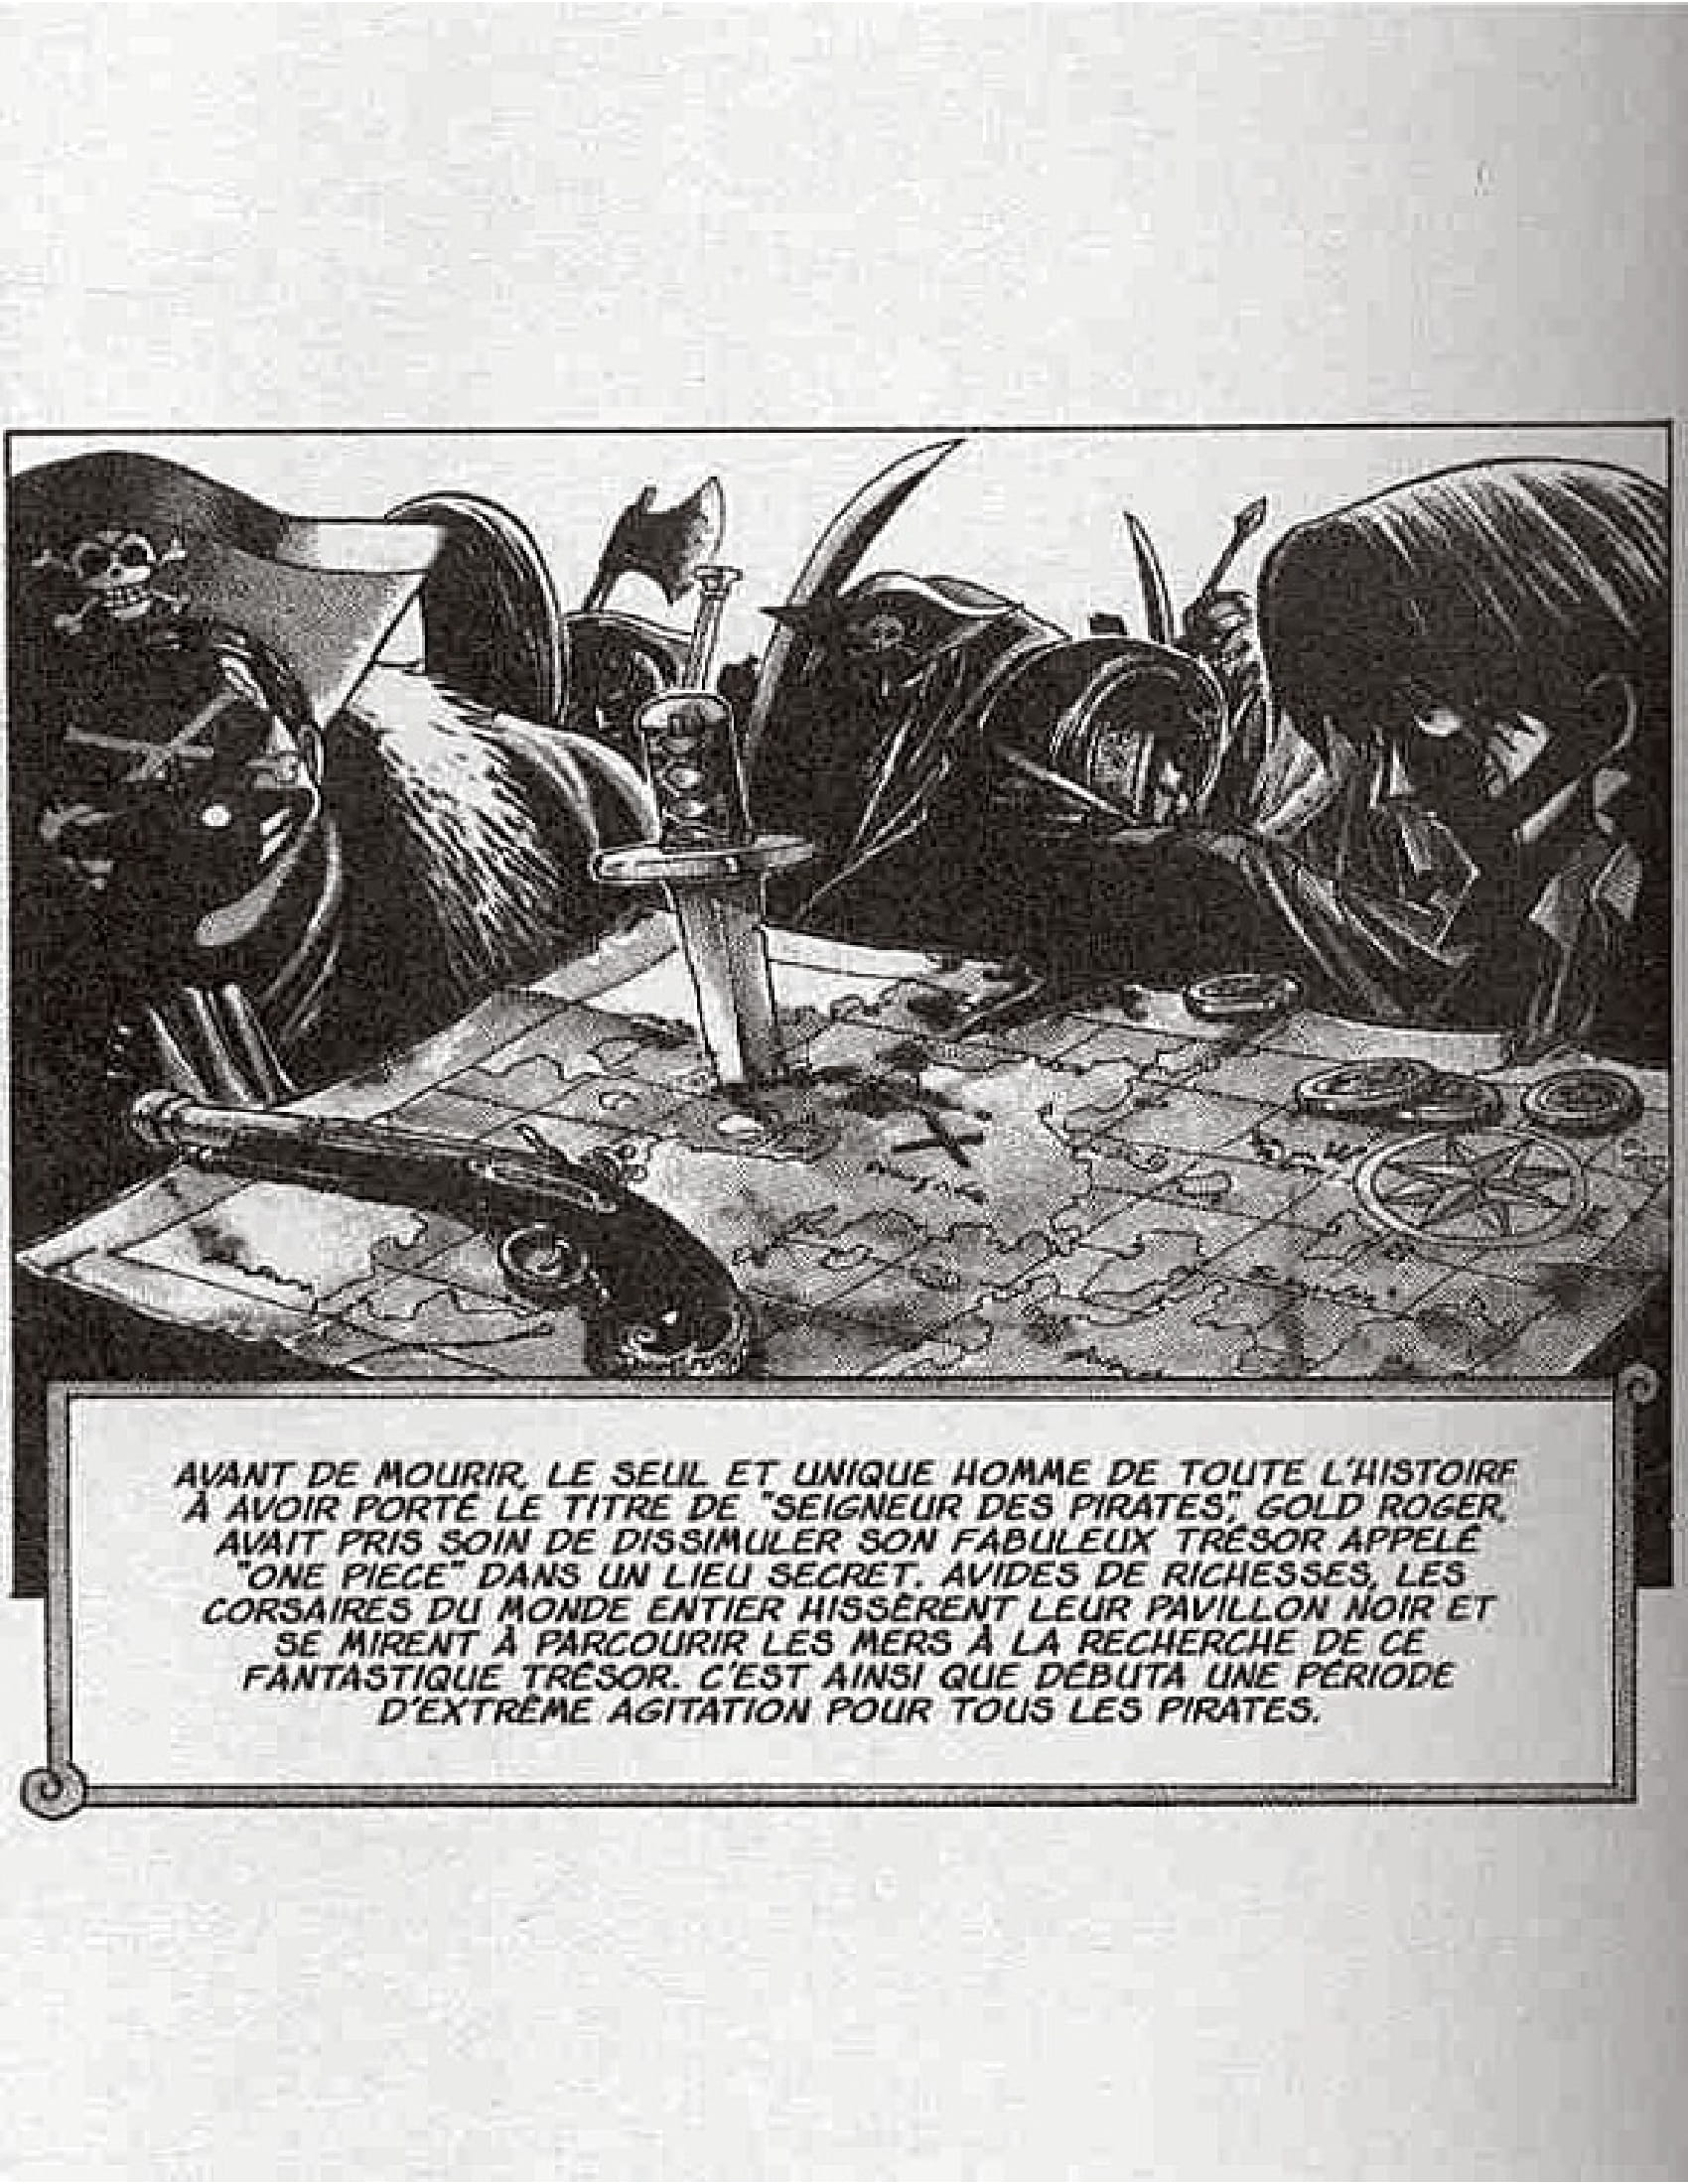 AVANT DE MOURIR, LE SEUL ET UNIQUE HOMME DE TOUTE L'HISTOIRE
À AVOIR PORTÉ LE TITRE DE "SEIGNEUR DES PIRATES", GOLD ROGER,
AVAIT PRIS SOIN DE DISSIMULER SON FABULEUX TRÉSOR APPELÉ
"ONE PIECE" DANS UN LIEU SECRET. AVIDES DE RICHESSES, LES
CORSAIRES DU MONDE ENTIER HISSÈRENT LEUR PAVILLON NOIR ET
SE MIRENT À PARCOURIR LES MERS À LA RECHERCHE DE CE
FANTASTIQUE TRÉSOR. C'EST AINSI QUE DÉBUTA UNE PÉRIODE
D'EXTRÊME AGITATION POUR TOUS LES PIRATES.